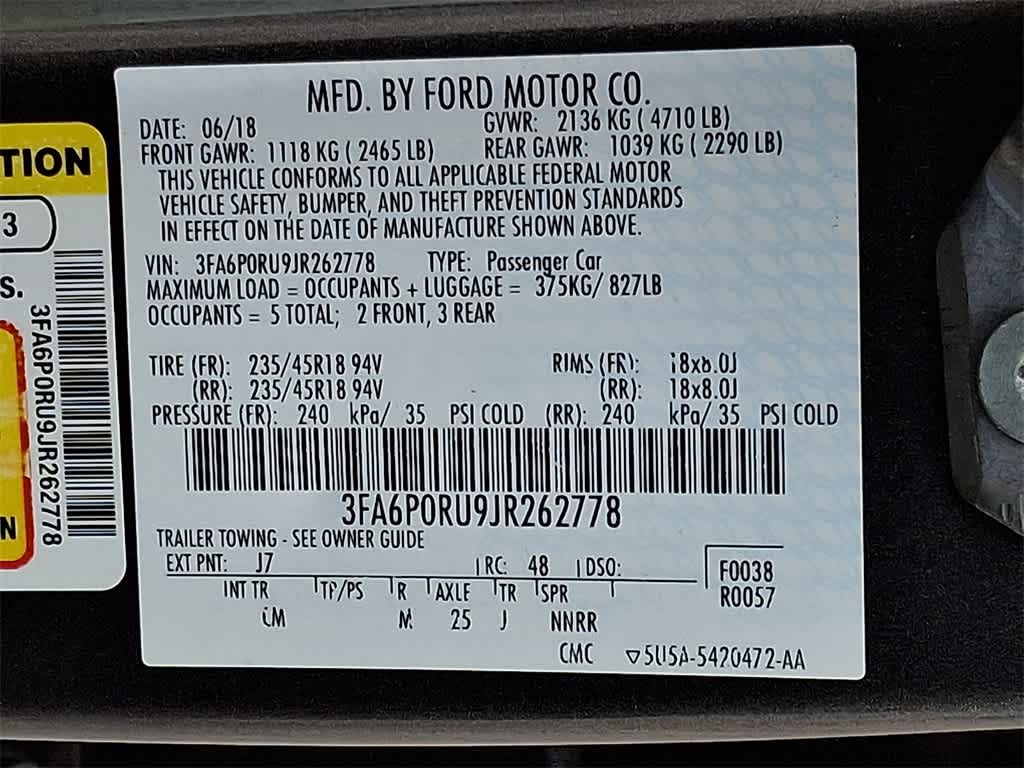 MFD. BY FORD MOTOR CO.
DATE: 06/18 GVWR: 2136 KG ( 4710 LB)
FRONT GAWR: 1118 KG ( 2465 LB) REAR GAWR: 1039 KG ( 2290 LB)
THIS VEHICLE CONFORMS TO ALL APPLICABLE FEDERAL MOTOR
VEHICLE SAFETY, BUMPER, AND THEFT PREVENTION STANDARDS
IN EFFECT ON THE DATE OF MANUFACTURE SHOWN ABOVE.
VIN: 3FA6P0RU9JR262778 TYPE: Passenger Car
MAXIMUM LOAD = OCCUPANTS + LUGGAGE = 375KG/ 827LB
OCCUPANTS = 5 TOTAL; 2 FRONT, 3 REAR
TIRE (FR): 235/45R18 94V RIMS (FR): 18x8.0J
(RR): 235/45R18 94V (RR): 18x8.0J
PRESSURE (FR): 240 kPa/ 35 PSI COLD (RR): 240 kPa/ 35 PSI COLD
3FA6P0RU9JR262778
TRAILER TOWING - SEE OWNER GUIDE
EXT PNT: J7 RC: 48 DSO:
F0038
R0057
INT TR TP/PS R AXLE TR SPR
CM M 25 J NNRR
CMC ▽5U5A-5420472-AA
TION
3
S.
N
3FA6P0RU9JR262778